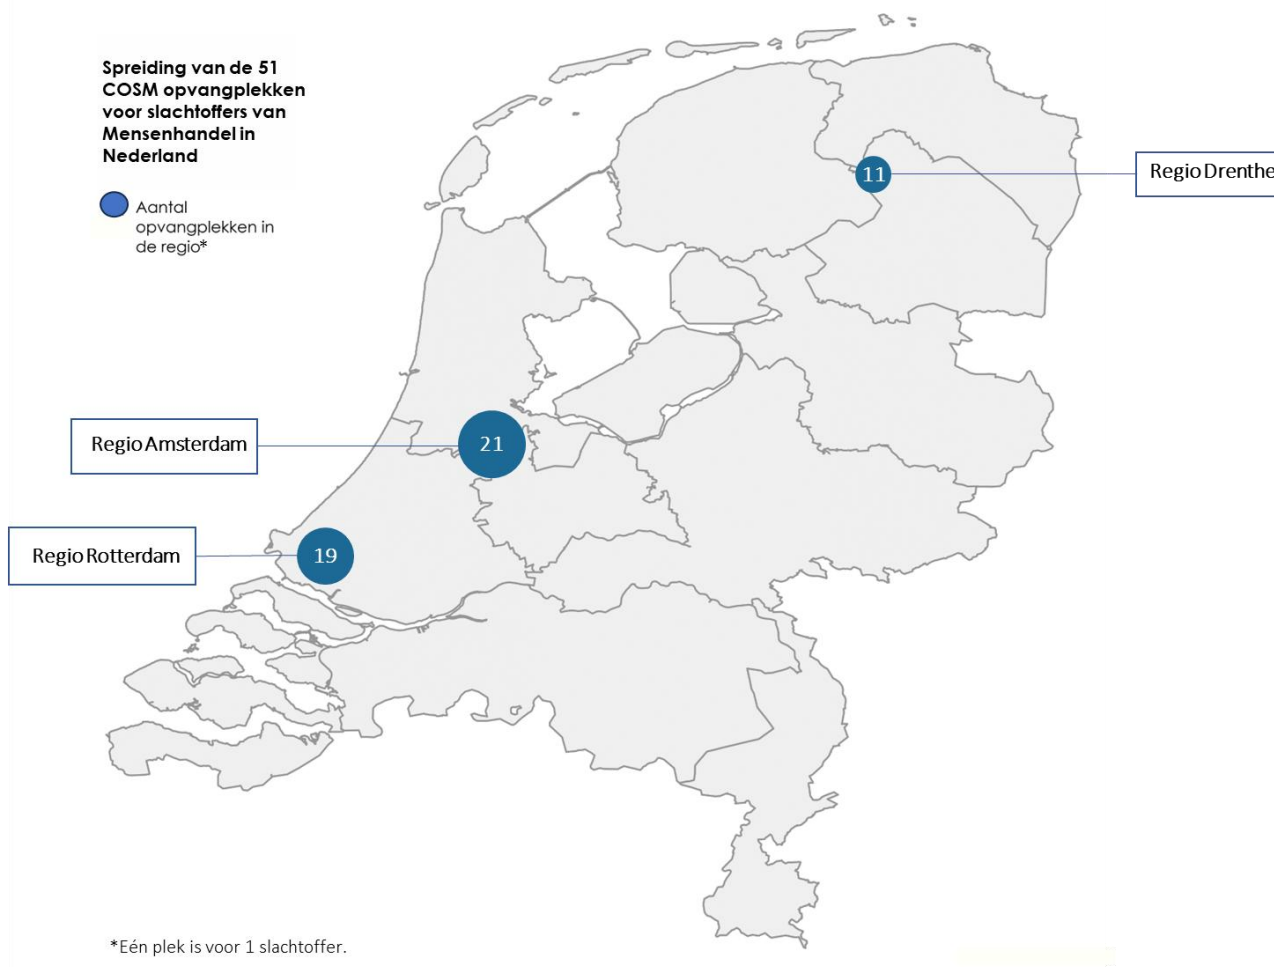 Spreiding van de 51
COSM opvangplekken
voor slachtoffers van
Mensenhandel in
Nederland
Aantal
opvangplekken in
de regio*
11
Regio Drenthe
Regio Amsterdam
21
Regio Rotterdam
19
*Eén plek is voor 1 slachtoffer.